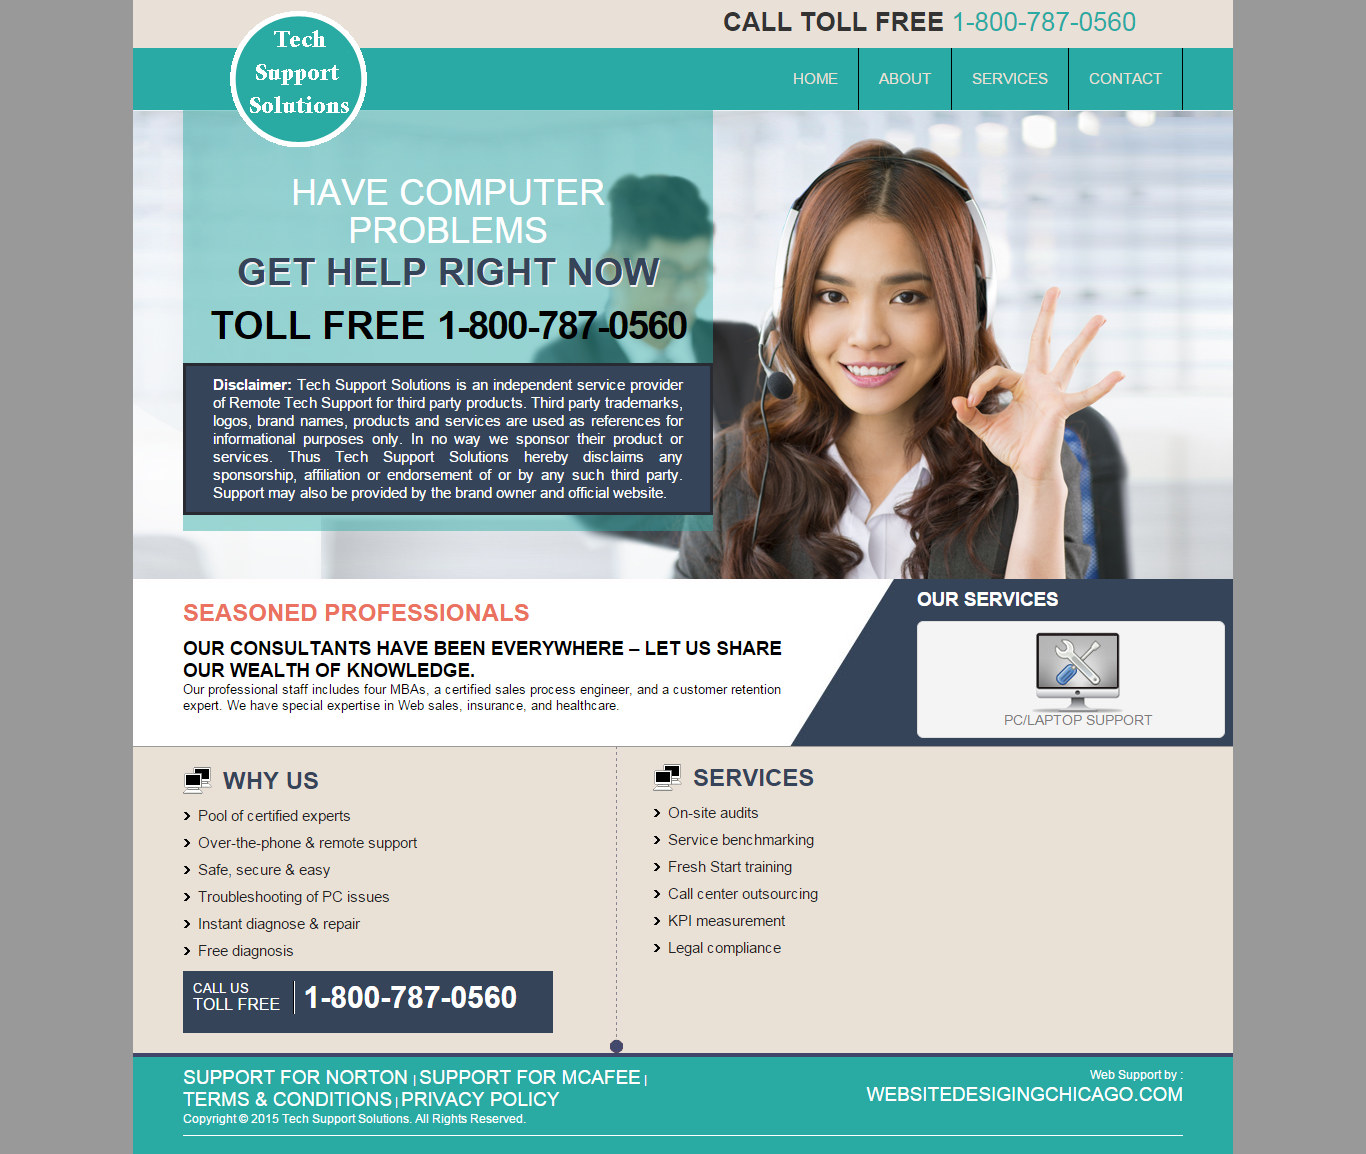 Tech
Support
Solutions
CALL TOLL FREE 1-800-787-0560
HOME
ABOUT
SERVICES
CONTACT
HAVE COMPUTER
PROBLEMS
GET HELP RIGHT NOW
TOLL FREE 1-800-787-0560
Disclaimer: Tech Support Solutions is an independent service provider
of Remote Tech Support for third party products. Third party trademarks,
logos, brand names, products and services are used as references for
informational purposes only. In no way we sponsor their product or
services. Thus Tech Support Solutions hereby disclaims any
sponsorship, affiliation or endorsement of or by any such third party.
Support may also be provided by the brand owner and official website.
SEASONED PROFESSIONALS
OUR CONSULTANTS HAVE BEEN EVERYWHERE – LET US SHARE
OUR WEALTH OF KNOWLEDGE.
Our professional staff includes four MBAs, a certified sales process engineer, and a customer retention
expert. We have special expertise in Web sales, insurance, and healthcare.
OUR SERVICES
PC/LAPTOP SUPPORT
WHY US
Pool of certified experts
Over-the-phone & remote support
Safe, secure & easy
Troubleshooting of PC issues
Instant diagnose & repair
Free diagnosis
CALL US
TOLL FREE
1-800-787-0560
SERVICES
On-site audits
Service benchmarking
Fresh Start training
Call center outsourcing
KPI measurement
Legal compliance
SUPPORT FOR NORTON | SUPPORT FOR MCAFEE |
TERMS & CONDITIONS | PRIVACY POLICY
Copyright © 2015 Tech Support Solutions. All Rights Reserved.
Web Support by :
WEBSITEDESIGINGCHICAGO.COM